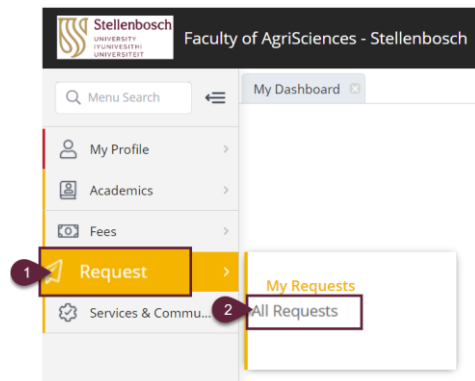 Stellenbosch
UNIVERSITY
IYUNIVESITHI
UNIVERSITEIT
Faculty of AgriSciences - Stellenbosch
Menu Search
My Dashboard
My Profile
Academics
Fees
1
Request
My Requests
2
All Requests
Services & Commu...